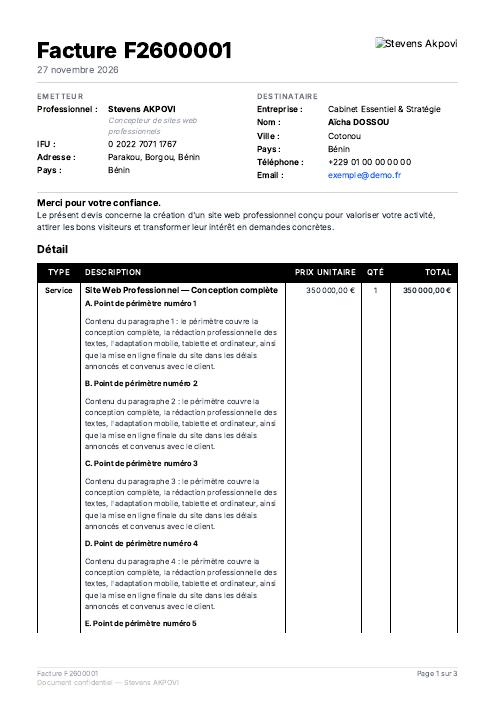 Facture F2600001
Stevens Akpovi
27 novembre 2026
EMETTEUR
Professionnel : Stevens AKPOVI
Concepteur de sites web
professionnels
IFU : 0 2022 7071 1767
Adresse : Parakou, Borgou, Bénin
Pays : Bénin
DESTINATAIRE
Entreprise : Cabinet Essentiel & Stratégie
Nom : Aïcha DOSSOU
Ville : Cotonou
Pays : Bénin
Téléphone : +229 01 00 00 00 00
Email : exemple@demo.fr
Merci pour votre confiance.
Le présent devis concerne la création d'un site web professionnel conçu pour valoriser votre activité,
attirer les bons visiteurs et transformer leur intérêt en demandes concrètes.
Détail
TYPE DESCRIPTION PRIX UNITAIRE QTÉ TOTAL
Service Site Web Professionnel — Conception complète 350 000,00 € 1 350 000,00 €
A. Point de périmètre numéro 1
Contenu du paragraphe 1 : le périmètre couvre la
conception complète, la rédaction professionnelle des
textes, l'adaptation mobile, tablette et ordinateur, ainsi
que la mise en ligne finale du site dans les délais
annoncés et convenus avec le client.
B. Point de périmètre numéro 2
Contenu du paragraphe 2 : le périmètre couvre la
conception complète, la rédaction professionnelle des
textes, l'adaptation mobile, tablette et ordinateur, ainsi
que la mise en ligne finale du site dans les délais
annoncés et convenus avec le client.
C. Point de périmètre numéro 3
Contenu du paragraphe 3 : le périmètre couvre la
conception complète, la rédaction professionnelle des
textes, l'adaptation mobile, tablette et ordinateur, ainsi
que la mise en ligne finale du site dans les délais
annoncés et convenus avec le client.
D. Point de périmètre numéro 4
Contenu du paragraphe 4 : le périmètre couvre la
conception complète, la rédaction professionnelle des
textes, l'adaptation mobile, tablette et ordinateur, ainsi
que la mise en ligne finale du site dans les délais
annoncés et convenus avec le client.
E. Point de périmètre numéro 5
Facture F2600001 Page 1 sur 3
Document confidentiel — Stevens AKPOVI